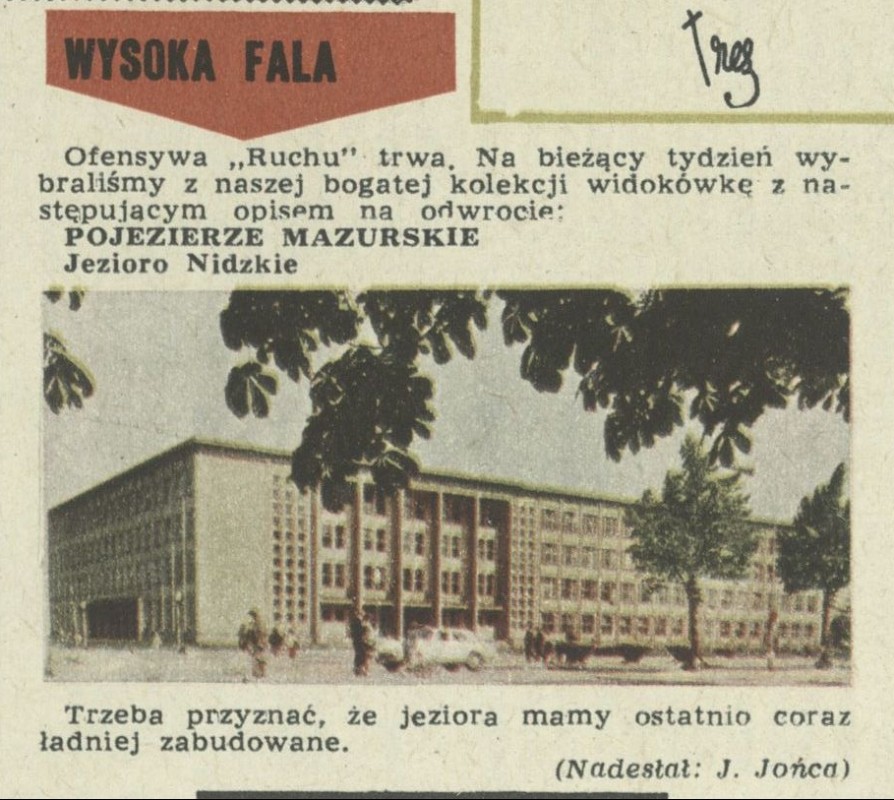 WYSOKA FALA
Trez
Ofensywa „Ruchu” trwa. Na bieżący tydzień wy-
braliśmy z naszej bogatej kolekcji widokówkę z na-
stępującym opisem na odwrocie:
POJEZIERZE MAZURSKIE
Jezioro Nidzkie
Trzeba przyznać, że jeziora mamy ostatnio coraz
ładniej zabudowane.
(Nadesłał: J. Jońca)